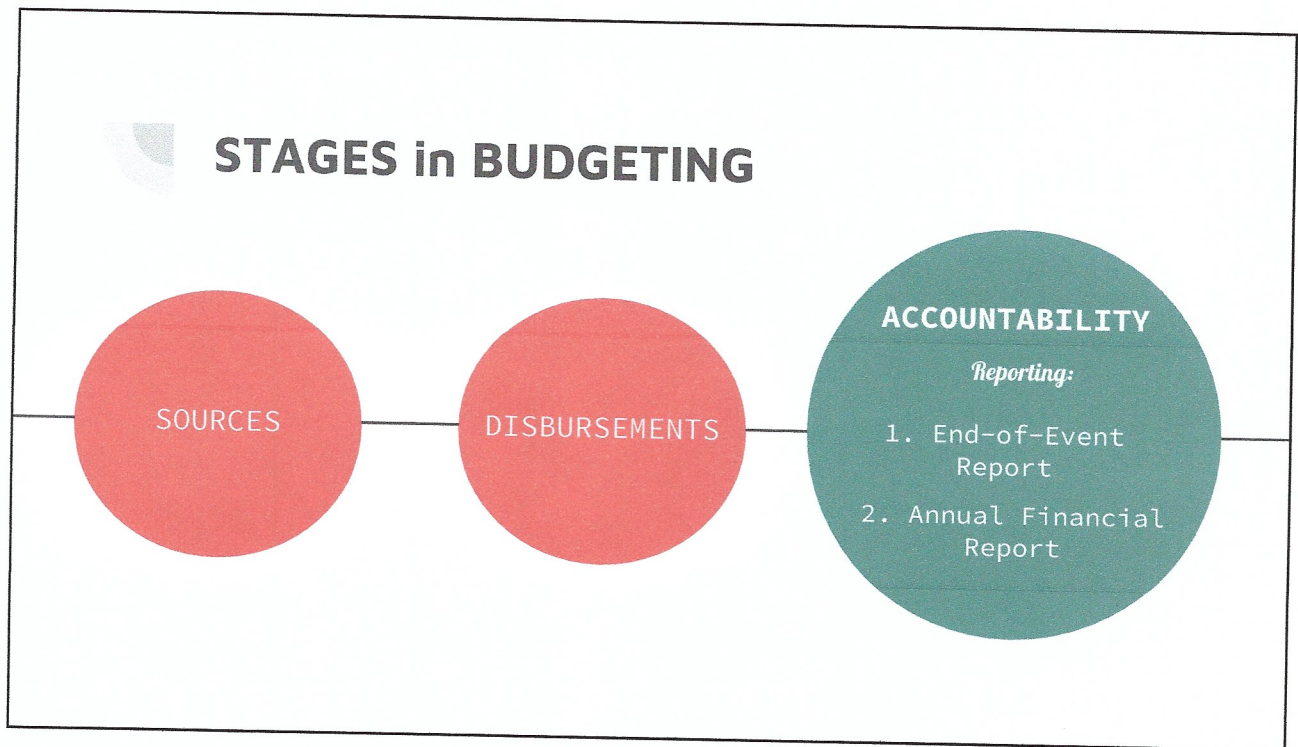 STAGES in BUDGETING
SOURCES
DISBURSEMENTS
ACCOUNTABILITY
Reporting:
1. End-of-Event
Report
2. Annual Financial
Report